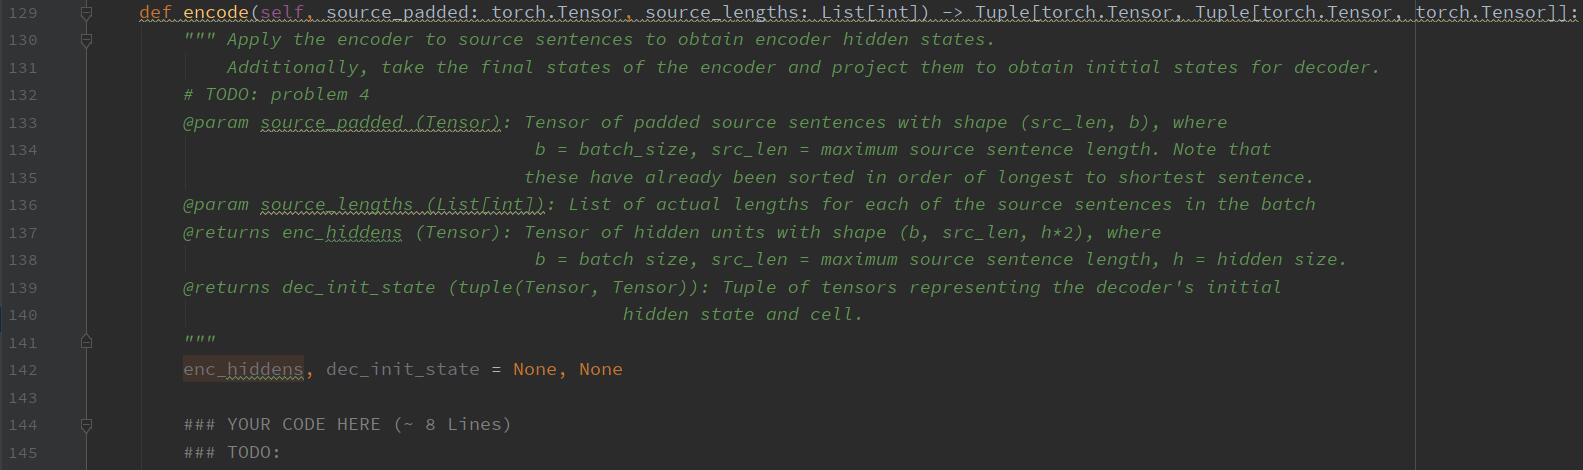 129 def encode(self, source_padded: torch.Tensor, source_lengths: List[int]) -> Tuple[torch.Tensor, Tuple[torch.Tensor, torch.Tensor]]:
130 """ Apply the encoder to source sentences to obtain encoder hidden states.
131 Additionally, take the final states of the encoder and project them to obtain initial states for decoder.
132 # TODO: problem 4
133 @param source_padded (Tensor): Tensor of padded source sentences with shape (src_len, b), where
134 b = batch_size, src_len = maximum source sentence length. Note that
135 these have already been sorted in order of longest to shortest sentence.
136 @param source_lengths (List[int]): List of actual lengths for each of the source sentences in the batch
137 @returns enc_hiddens (Tensor): Tensor of hidden units with shape (b, src_len, h*2), where
138 b = batch size, src_len = maximum source sentence length, h = hidden size.
139 @returns dec_init_state (tuple(Tensor, Tensor)): Tuple of tensors representing the decoder's initial
140 hidden state and cell.
141 """
142 enc_hiddens, dec_init_state = None, None
143
144 ### YOUR CODE HERE (~ 8 Lines)
145 ### TODO: